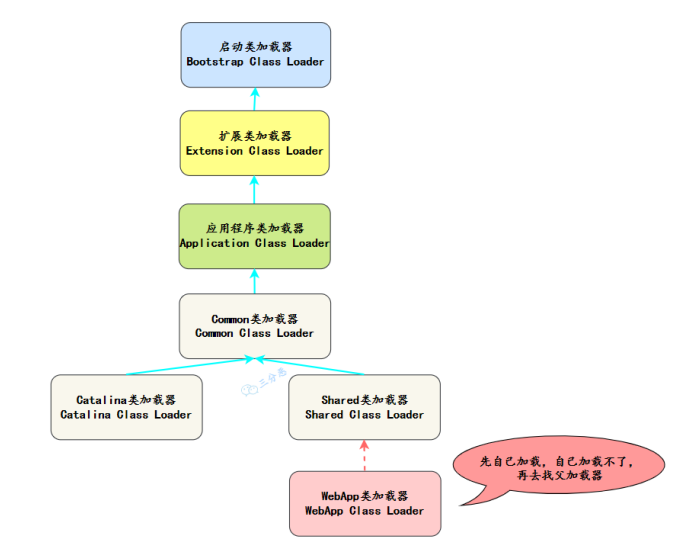 启动类加载器
Bootstrap Class Loader
扩展类加载器
Extension Class Loader
应用程序类加载器
Application Class Loader
Common类加载器
Common Class Loader
三分恶
Catalina类加载器
Catalina Class Loader
Shared类加载器
Shared Class Loader
先自己加载，自己加载不了，
再去找父加载器
WebApp类加载器
WebApp Class Loader